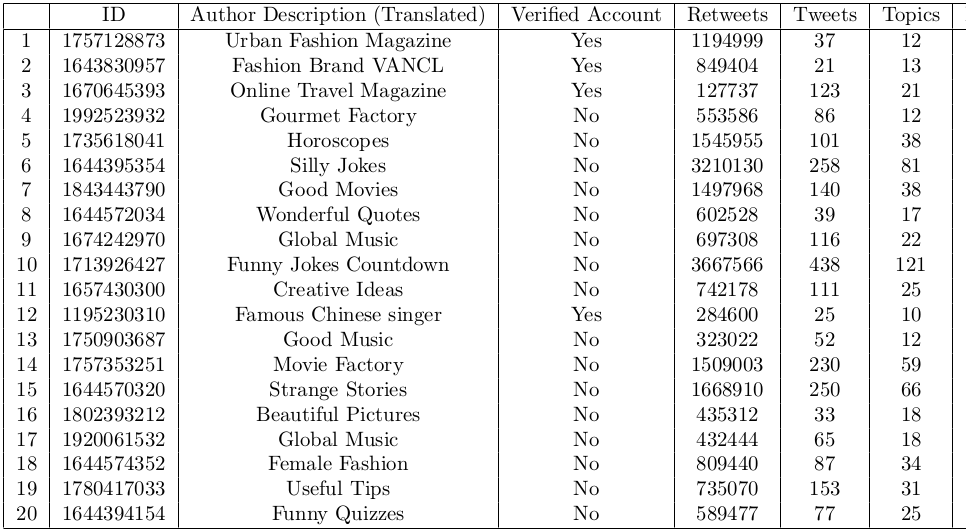 ID Author Description (Translated) Verified Account Retweets Tweets Topics
1 1757128873 Urban Fashion Magazine Yes 1194999 37 12
2 1643830957 Fashion Brand VANCL Yes 849404 21 13
3 1670645393 Online Travel Magazine Yes 127737 123 21
4 1992523932 Gourmet Factory No 553586 86 12
5 1735618041 Horoscopes No 1545955 101 38
6 1644395354 Silly Jokes No 3210130 258 81
7 1843443790 Good Movies No 1497968 140 38
8 1644572034 Wonderful Quotes No 602528 39 17
9 1674242970 Global Music No 697308 116 22
10 1713926427 Funny Jokes Countdown No 3667566 438 121
11 1657430300 Creative Ideas No 742178 111 25
12 1195230310 Famous Chinese singer Yes 284600 25 10
13 1750903687 Good Music No 323022 52 12
14 1757353251 Movie Factory No 1509003 230 59
15 1644570320 Strange Stories No 1668910 250 66
16 1802393212 Beautiful Pictures No 435312 33 18
17 1920061532 Global Music No 432444 65 18
18 1644574352 Female Fashion No 809440 87 34
19 1780417033 Useful Tips No 735070 153 31
20 1644394154 Funny Quizzes No 589477 77 25